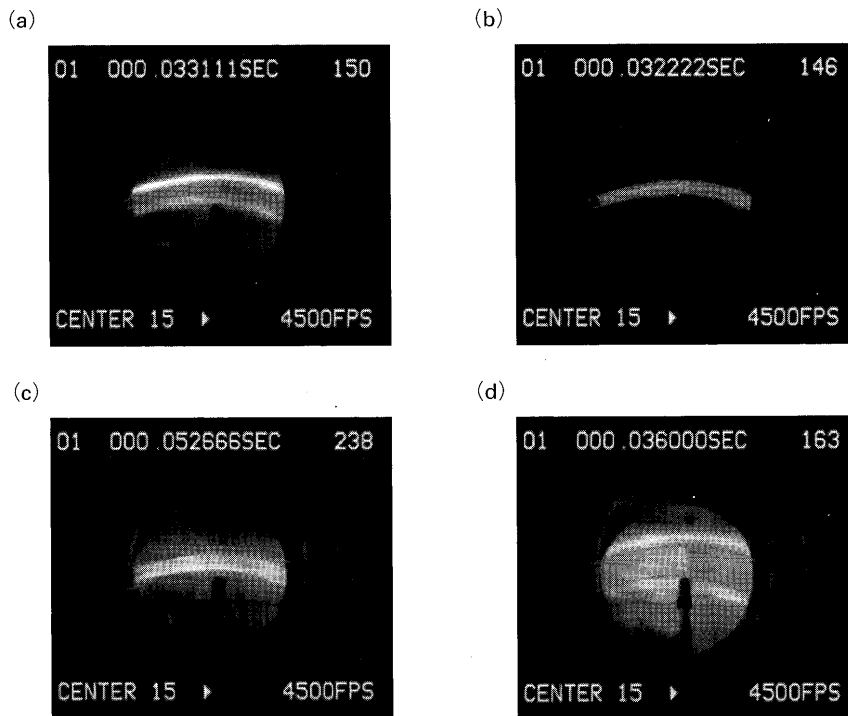 (a)
01 000.033111SEC 150
CENTER 15 ▶ 4500FPS
(b)
01 000.032222SEC 146
CENTER 15 ▶ 4500FPS
(c)
01 000.052666SEC 238
CENTER 15 ▶ 4500FPS
(d)
01 000.036000SEC 163
CENTER 15 ▶ 4500FPS